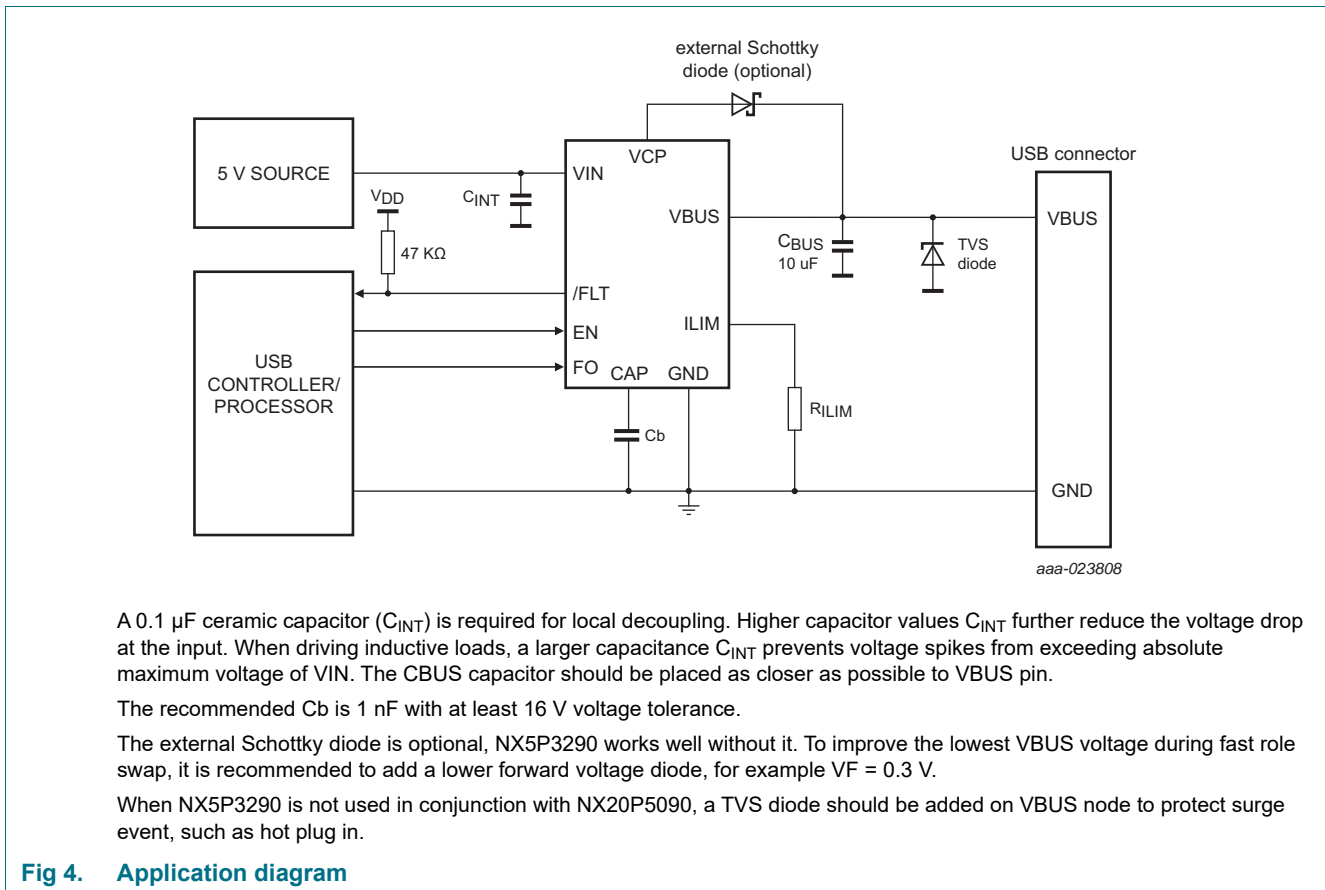 external Schottky
diode (optional)
5 V SOURCE
VDD
47 KΩ
CINT
VIN
VCP
VBUS
/FLT
EN
FO
CAP
GND
ILIM
CBUS
10 uF
TVS
diode
USB connector
VBUS
GND
USB
CONTROLLER/
PROCESSOR
Cb
RILIM
aaa-023808
A 0.1 µF ceramic capacitor (CINT) is required for local decoupling. Higher capacitor values CINT further reduce the voltage drop
at the input. When driving inductive loads, a larger capacitance CINT prevents voltage spikes from exceeding absolute
maximum voltage of VIN. The CBUS capacitor should be placed as closer as possible to VBUS pin.
The recommended Cb is 1 nF with at least 16 V voltage tolerance.
The external Schottky diode is optional, NX5P3290 works well without it. To improve the lowest VBUS voltage during fast role
swap, it is recommended to add a lower forward voltage diode, for example VF = 0.3 V.
When NX5P3290 is not used in conjunction with NX20P5090, a TVS diode should be added on VBUS node to protect surge
event, such as hot plug in.
Fig 4. Application diagram